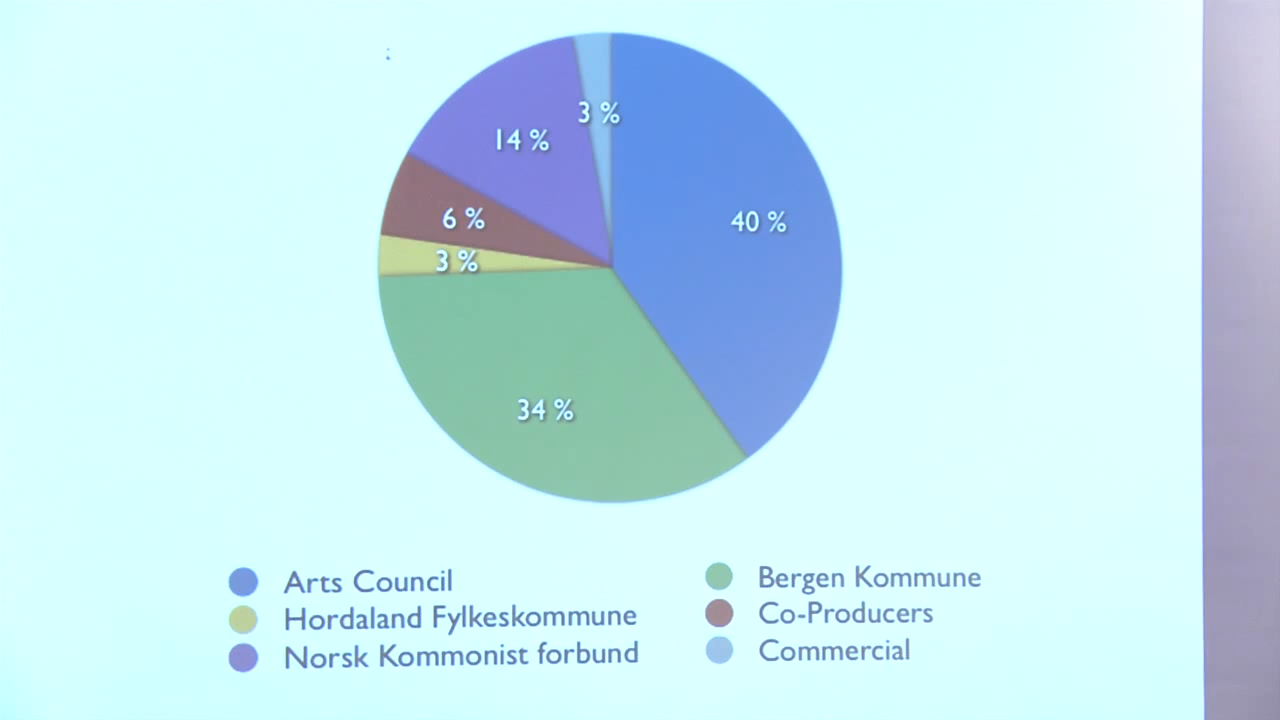 3 %
14 %
40 %
6 %
3 %
34 %
Arts Council
Bergen Kommune
Hordaland Fylkeskommune
Co-Producers
Norsk Kommonist forbund
Commercial